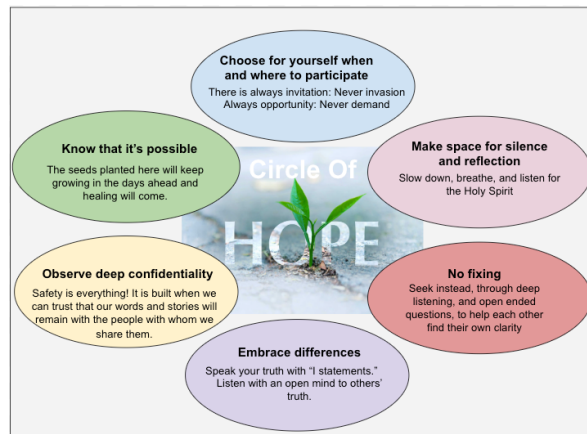 Choose for yourself when
and where to participate
There is always invitation: Never invasion
Always opportunity: Never demand
Know that it's possible
The seeds planted here will keep
growing in the days ahead and
healing will come.
Make space for silence
and reflection
Slow down, breathe, and listen for
the Holy Spirit
Circle Of
HOPE
Observe deep confidentiality
Safety is everything! It is built when we
can trust that our words and stories will
remain with the people with whom we
share them.
No fixing
Seek instead, through deep
listening, and open ended
questions, to help each other
find their own clarity
Embrace differences
Speak your truth with “I statements.”
Listen with an open mind to others'
truth.